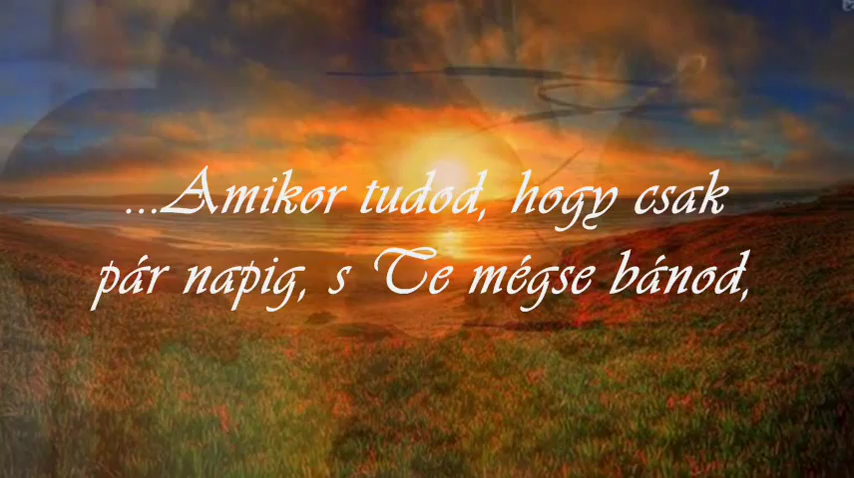 ...Amikor tudod, hogy csak
pár napig, s Te mégse bánod,